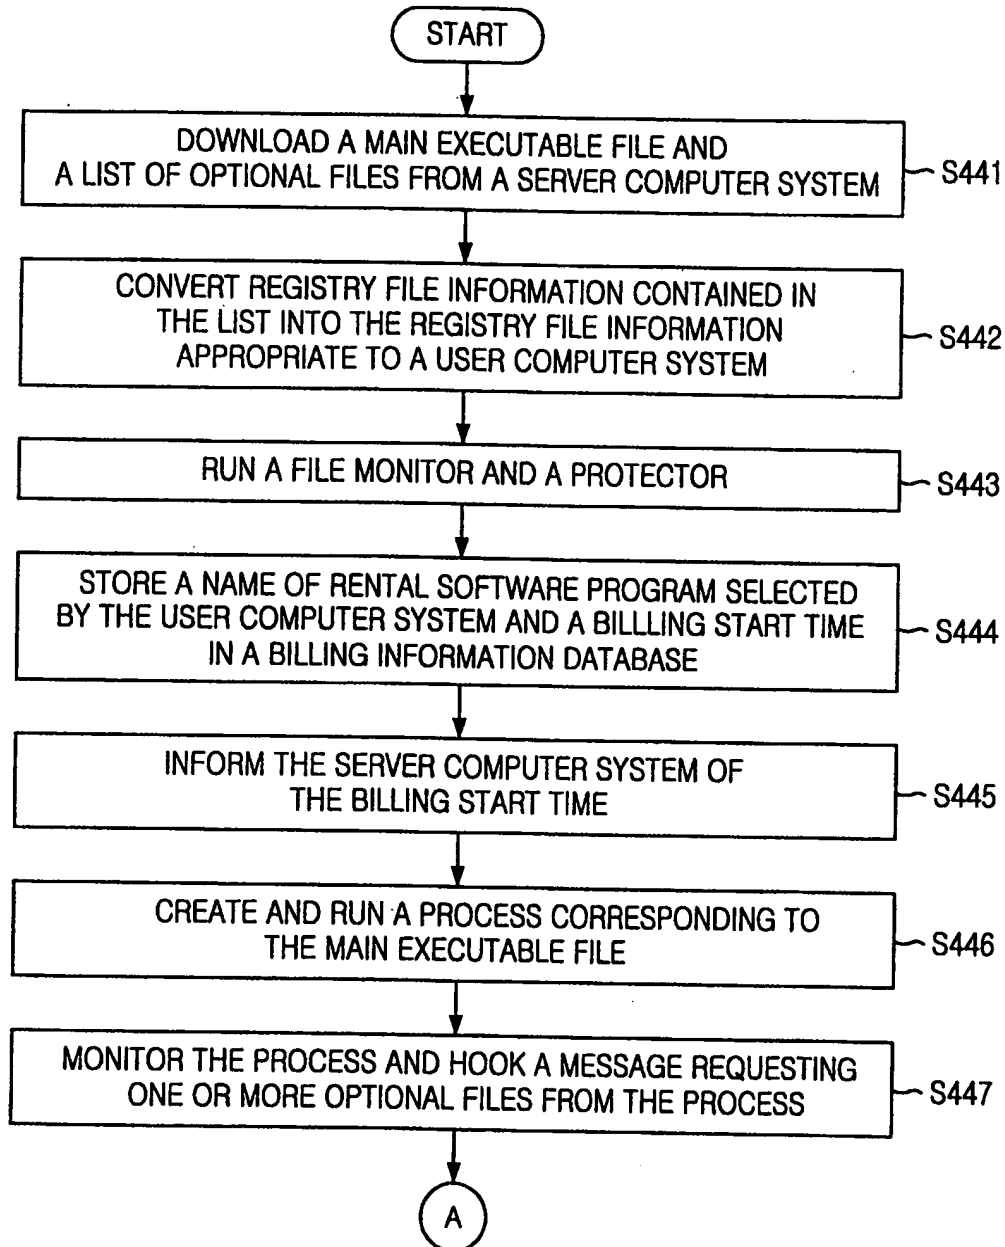 START
DOWNLOAD A MAIN EXECUTABLE FILE AND
A LIST OF OPTIONAL FILES FROM A SERVER COMPUTER SYSTEM
S441
CONVERT REGISTRY FILE INFORMATION CONTAINED IN
THE LIST INTO THE REGISTRY FILE INFORMATION
APPROPRIATE TO A USER COMPUTER SYSTEM
S442
RUN A FILE MONITOR AND A PROTECTOR
S443
STORE A NAME OF RENTAL SOFTWARE PROGRAM SELECTED
BY THE USER COMPUTER SYSTEM AND A BILLLING START TIME
IN A BILLING INFORMATION DATABASE
S444
INFORM THE SERVER COMPUTER SYSTEM OF
THE BILLING START TIME
S445
CREATE AND RUN A PROCESS CORRESPONDING TO
THE MAIN EXECUTABLE FILE
S446
MONITOR THE PROCESS AND HOOK A MESSAGE REQUESTING
ONE OR MORE OPTIONAL FILES FROM THE PROCESS
S447
A